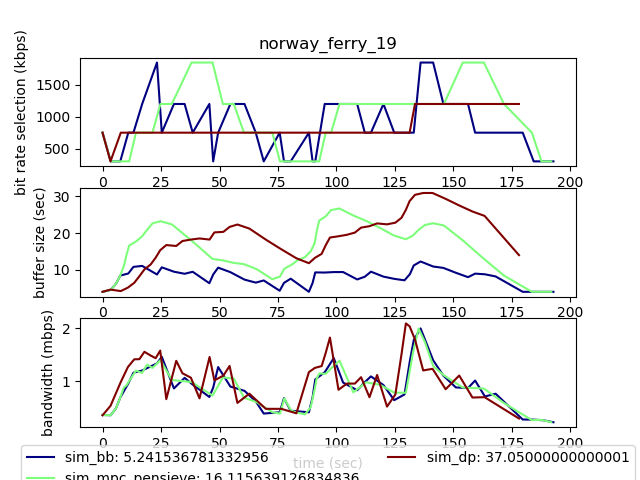 norway_ferry_19
bit rate selection (kbps)
1500
1000
500
0 25 50 75 100 125 150 175 200
buffer size (sec)
30
20
10
0 25 50 75 100 125 150 175 200
bandwidth (mbps)
2
1
0 25 50 75 100 125 150 175 200
time (sec)
sim_bb: 5.241536781332956
sim_mpc_pensieve: 16.115639126834836
sim_dp: 37.05000000000001